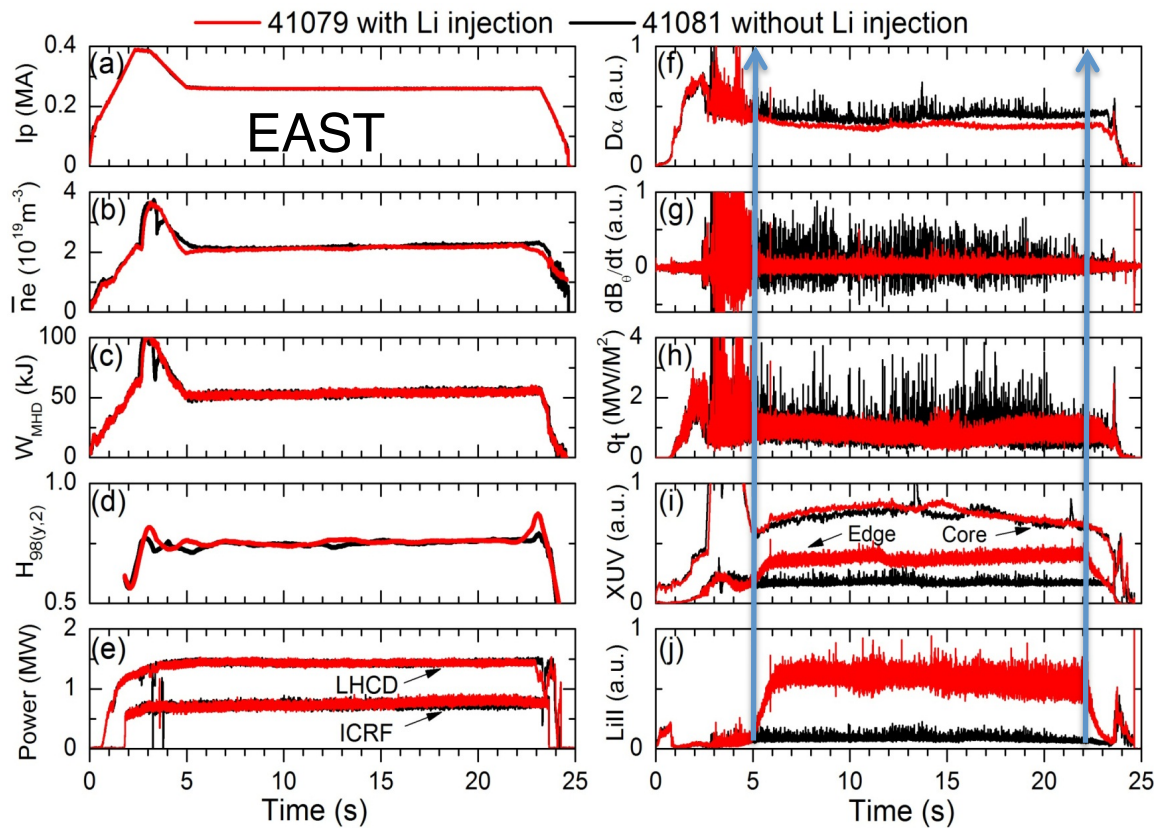 41079 with Li injection 41081 without Li injection
(a)
Ip (MA)
0.4
0.2
0
EAST
(b)
n̅e (10¹⁹m⁻³)
4
2
0
(c)
W_MHD (kJ)
100
50
0
(d)
H_98(y,2)
1.0
0.5
(e)
Power (MW)
2
1
0
LHCD
ICRF
0 5 10 15 20 25
Time (s)
(f)
Dα (a.u.)
1
0
(g)
dB_θ/dt (a.u.)
1
0
(h)
q_t (MW/M²)
4
2
0
(i)
XUV (a.u.)
1
0
Edge
Core
(j)
LiII (a.u.)
1
0
0 5 10 15 20 25
Time (s)